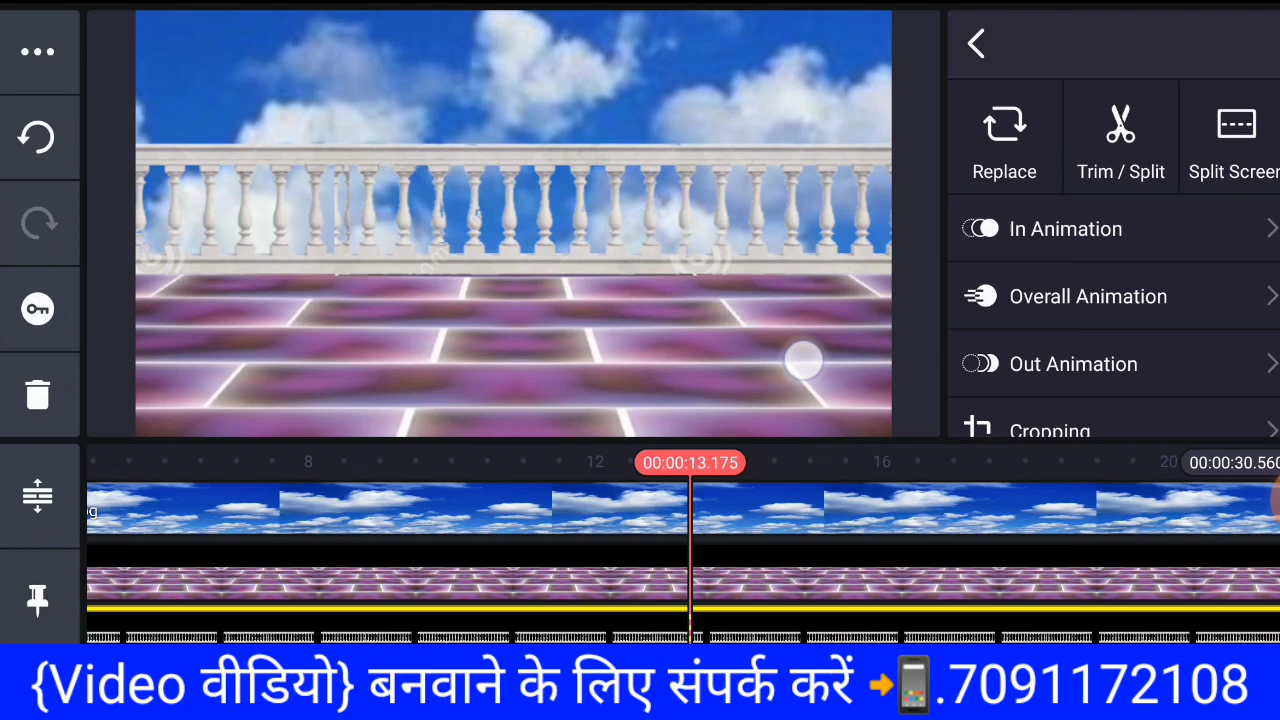 Replace
Trim / Split
Split Screen
In Animation
Overall Animation
Out Animation
Cropping
8
12
00:00:13.175
16
20
00:00:30.560
g
{Video वीडियो} बनवाने के लिए संपर्क करें ➜📱.7091172108